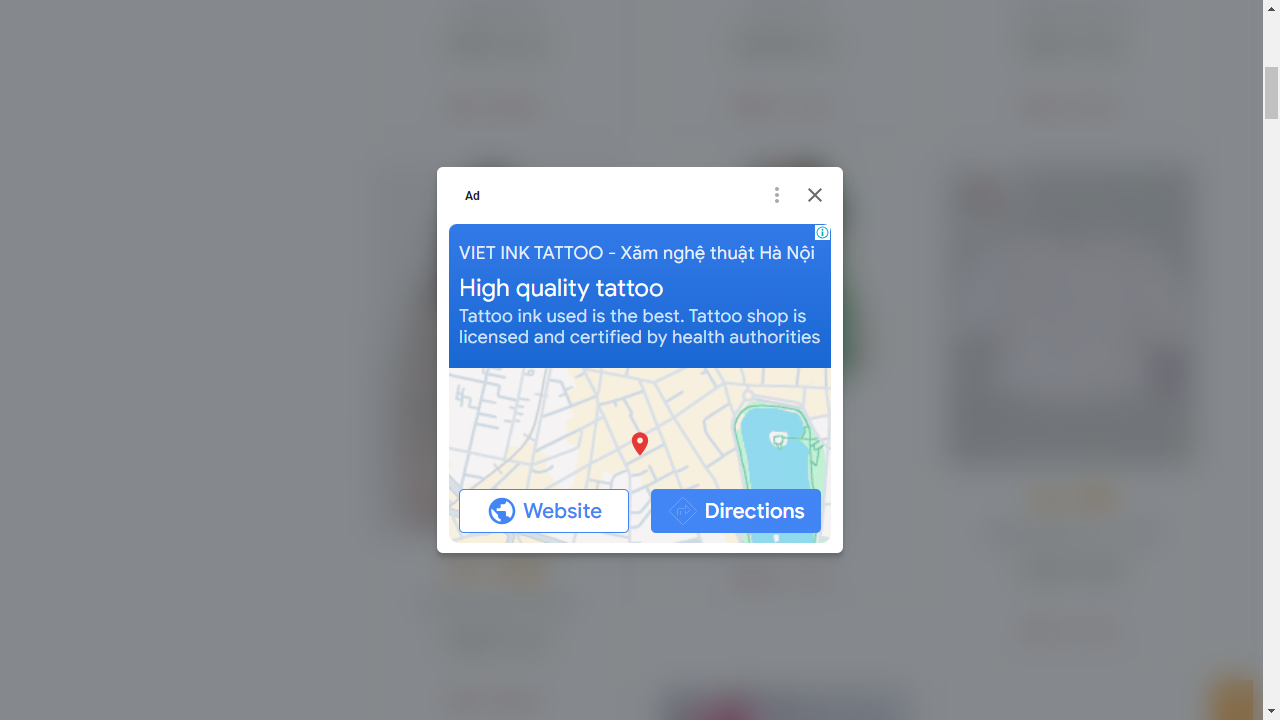 Ad
VIET INK TATTOO - Xăm nghệ thuật Hà Nội
High quality tattoo
Tattoo ink used is the best. Tattoo shop is
licensed and certified by health authorities
Website
Directions